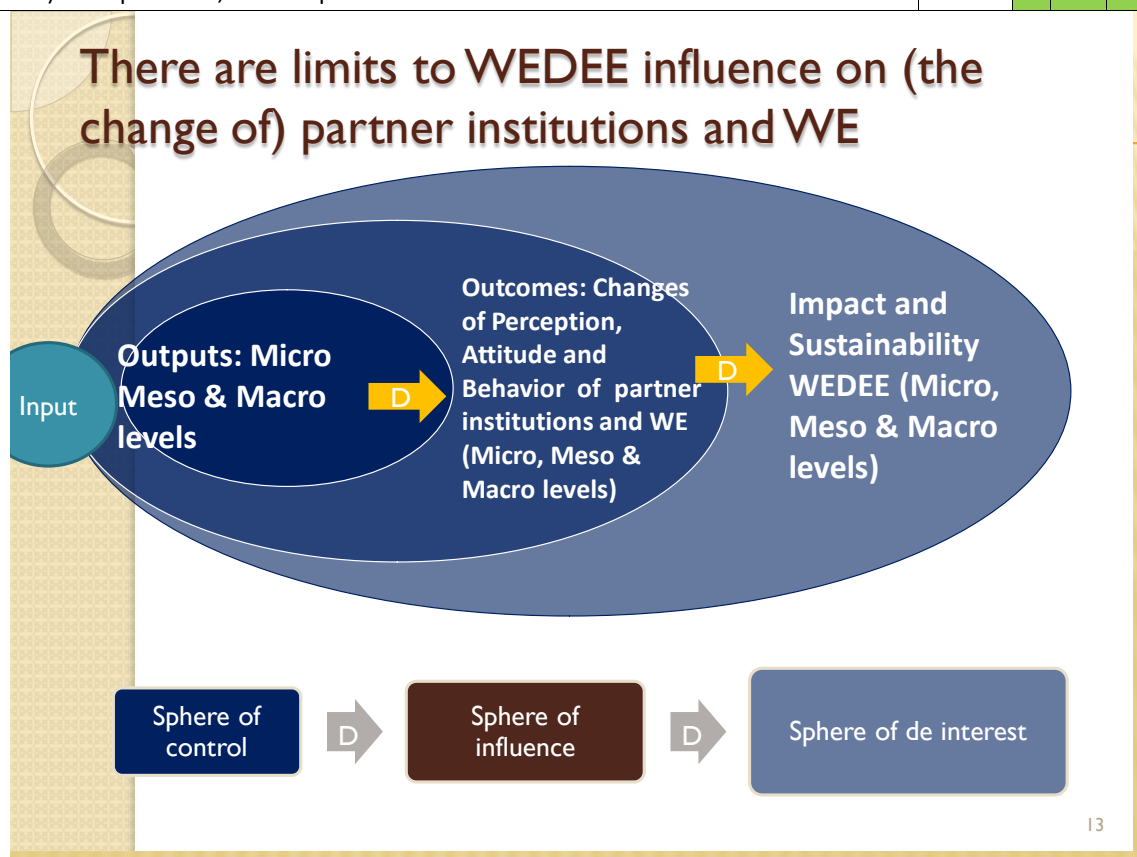 There are limits to WEDEE influence on (the
change of) partner institutions and WE
Input
Outputs: Micro
Meso & Macro
levels
D
Outcomes: Changes
of Perception,
Attitude and
Behavior of partner
institutions and WE
(Micro, Meso &
Macro levels)
D
Impact and
Sustainability
WEDEE (Micro,
Meso & Macro
levels)
Sphere of
control
D
Sphere of
influence
D
Sphere of de interest
13